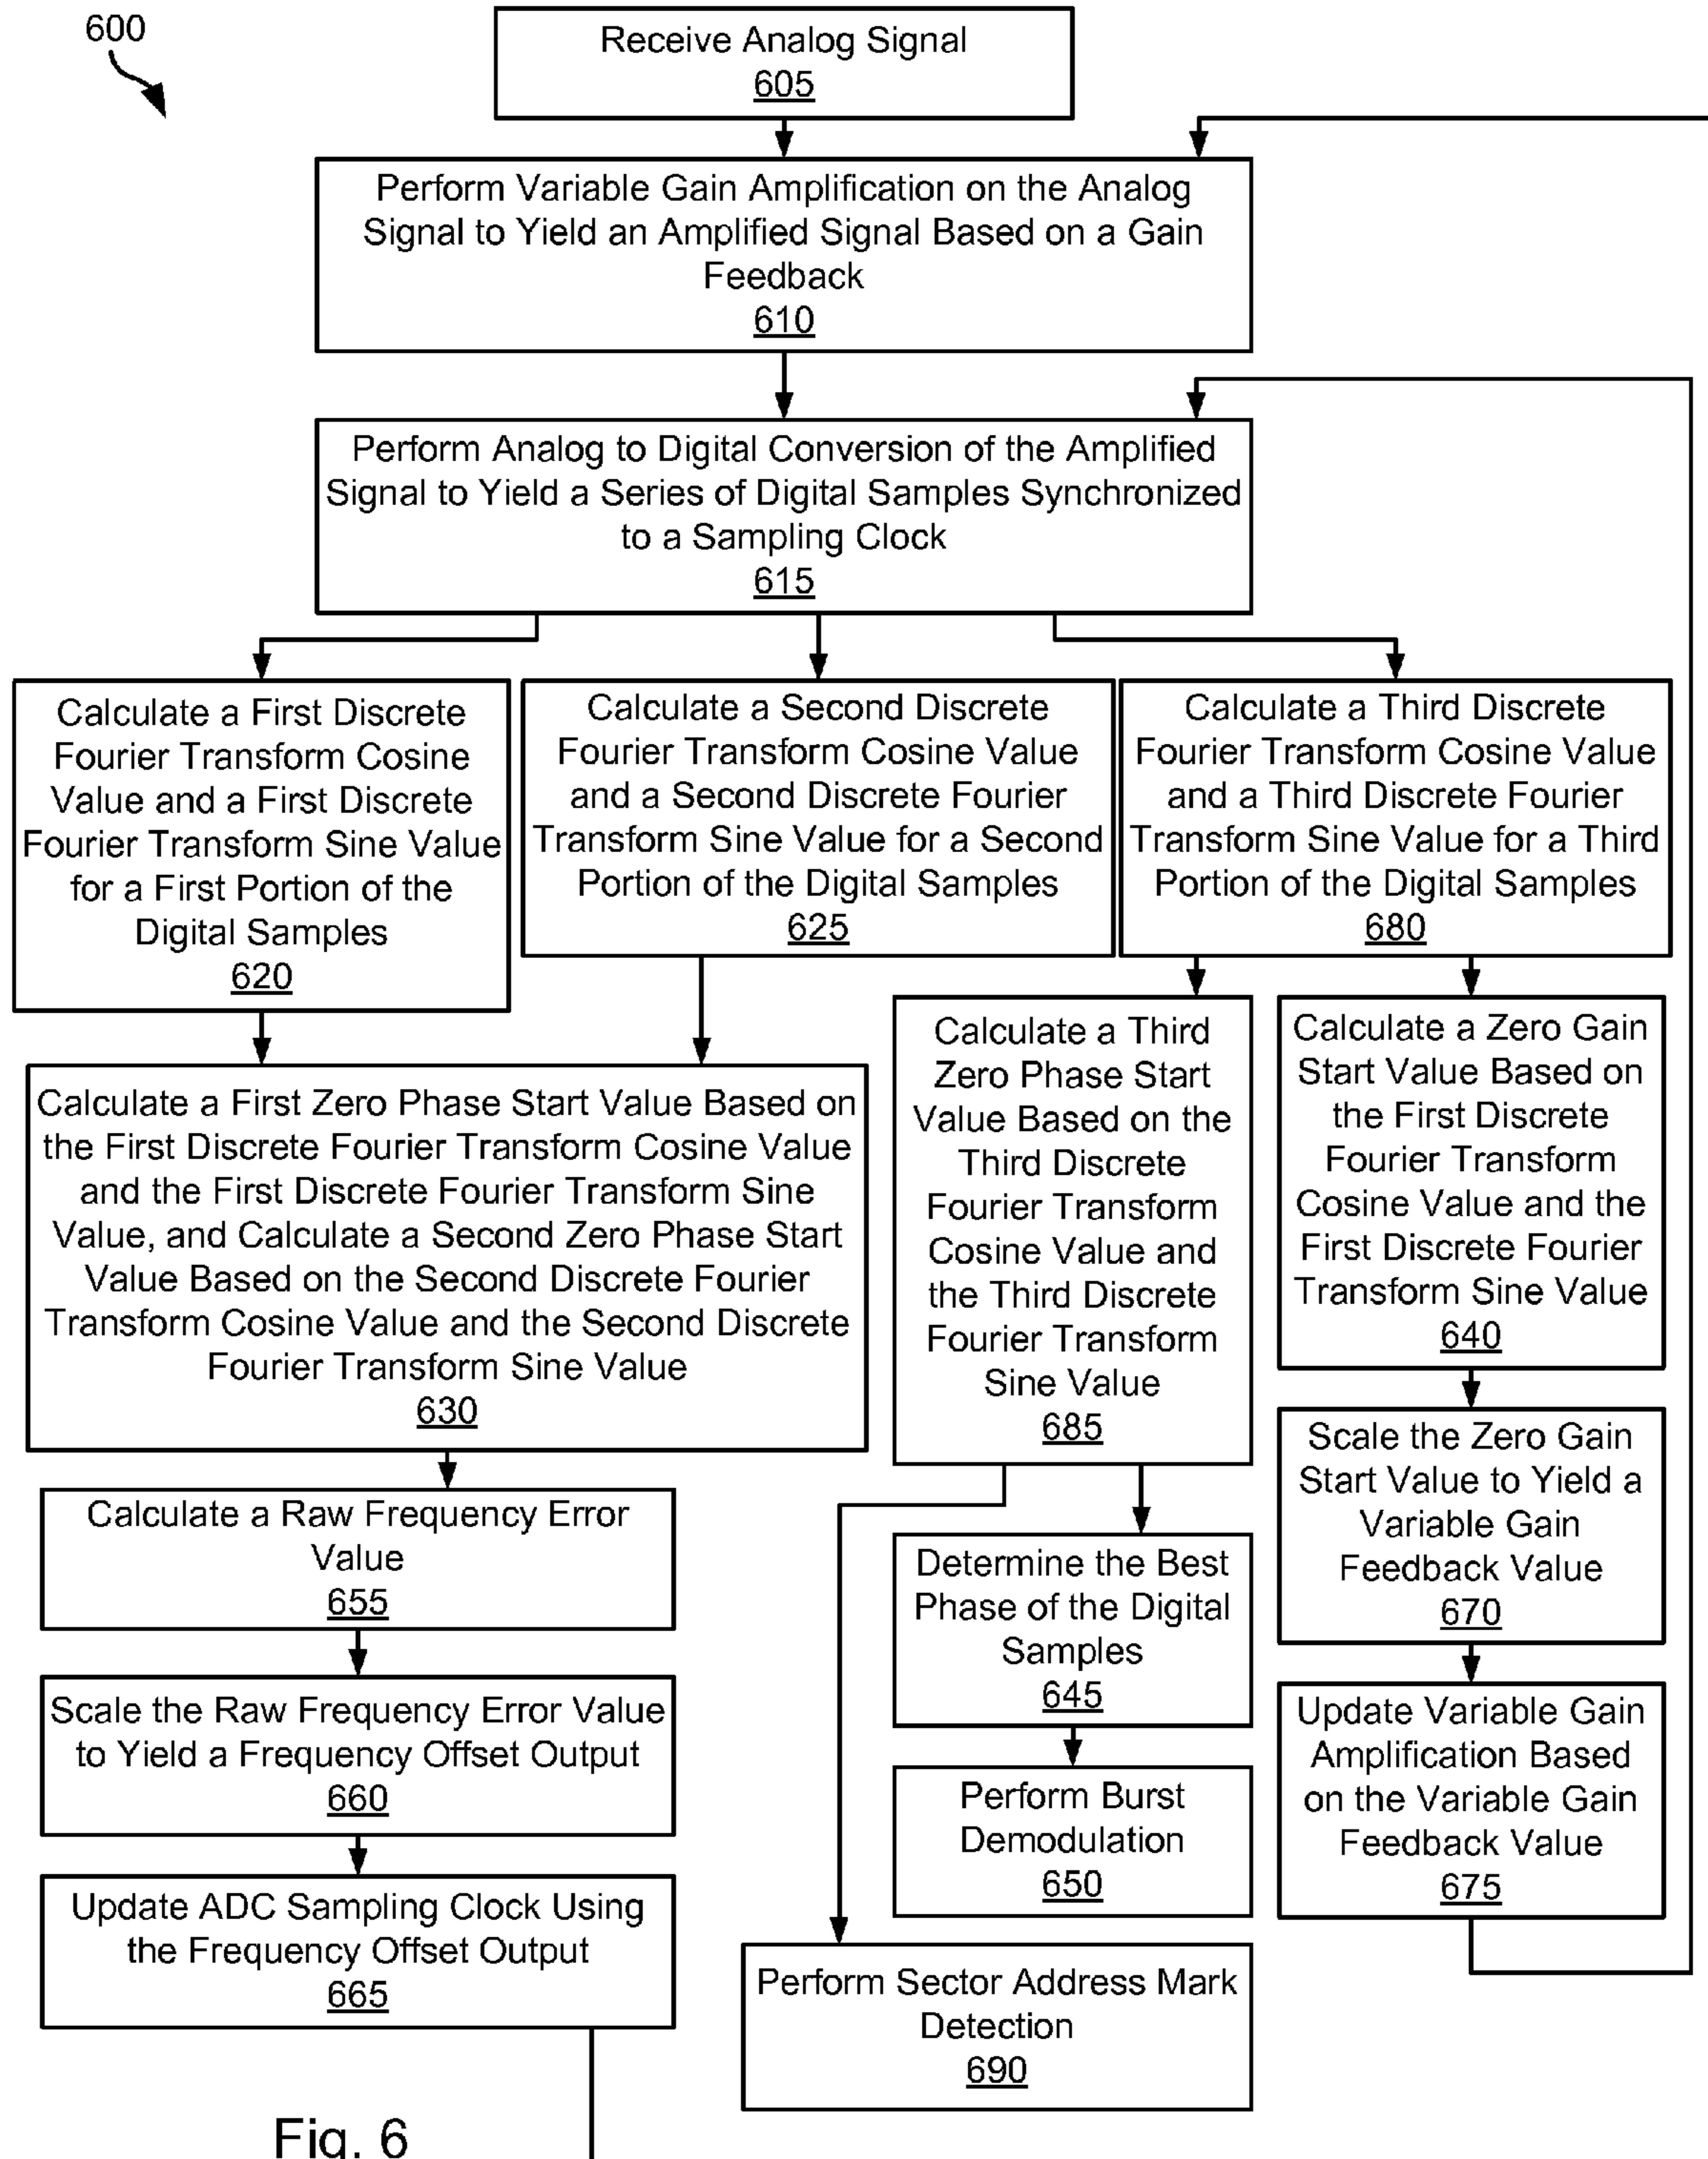 600
Receive Analog Signal
605
Perform Variable Gain Amplification on the Analog
Signal to Yield an Amplified Signal Based on a Gain
Feedback
610
Perform Analog to Digital Conversion of the Amplified
Signal to Yield a Series of Digital Samples Synchronized
to a Sampling Clock
615
Calculate a First Discrete
Fourier Transform Cosine
Value and a First Discrete
Fourier Transform Sine Value
for a First Portion of the
Digital Samples
620
Calculate a Second Discrete
Fourier Transform Cosine Value
and a Second Discrete Fourier
Transform Sine Value for a Second
Portion of the Digital Samples
625
Calculate a Third Discrete
Fourier Transform Cosine Value
and a Third Discrete Fourier
Transform Sine Value for a Third
Portion of the Digital Samples
680
Calculate a First Zero Phase Start Value Based on
the First Discrete Fourier Transform Cosine Value
and the First Discrete Fourier Transform Sine
Value, and Calculate a Second Zero Phase Start
Value Based on the Second Discrete Fourier
Transform Cosine Value and the Second Discrete
Fourier Transform Sine Value
630
Calculate a Third
Zero Phase Start
Value Based on the
Third Discrete
Fourier Transform
Cosine Value and
the Third Discrete
Fourier Transform
Sine Value
685
Calculate a Zero Gain
Start Value Based on
the First Discrete
Fourier Transform
Cosine Value and the
First Discrete Fourier
Transform Sine Value
640
Calculate a Raw Frequency Error
Value
655
Determine the Best
Phase of the Digital
Samples
645
Scale the Zero Gain
Start Value to Yield a
Variable Gain
Feedback Value
670
Scale the Raw Frequency Error Value
to Yield a Frequency Offset Output
660
Perform Burst
Demodulation
650
Update Variable Gain
Amplification Based
on the Variable Gain
Feedback Value
675
Update ADC Sampling Clock Using
the Frequency Offset Output
665
Perform Sector Address Mark
Detection
690
Fig. 6